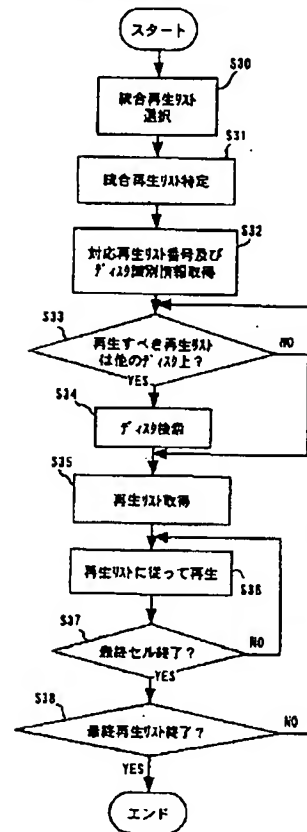 スタート
S30
統合再生リスト
選択
S31
統合再生リスト特定
S32
対応再生リスト番号及び
ディスク識別情報取得
S33
再生すべき再生リスト
は他のディスク上？
NO
YES
S34
ディスク検索
S35
再生リスト取得
再生リストに従って再生
S36
S37
最終セル終了？
NO
YES
S38
最終再生リスト終了？
NO
YES
エンド